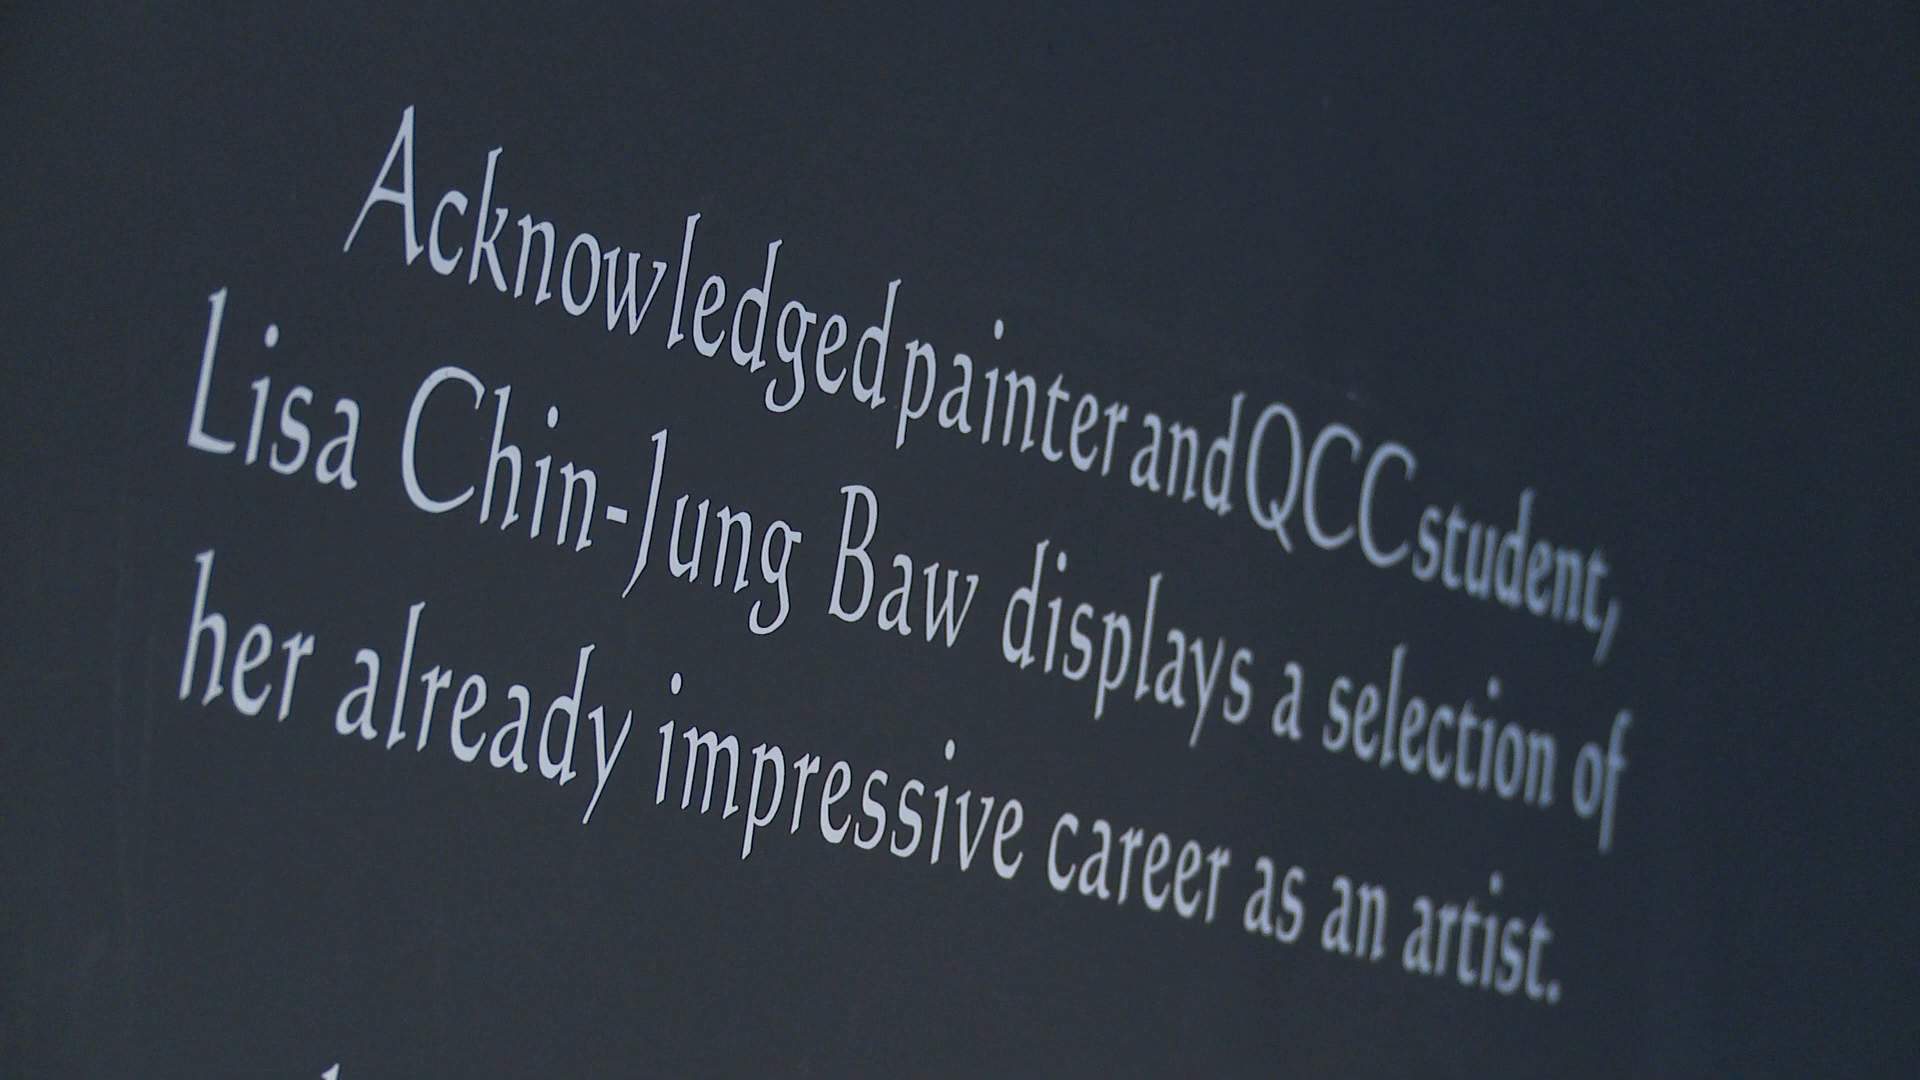 Acknowledged painter and QCC student,
Lisa Chin-Jung Baw displays a selection of
her already impressive career as an artist.